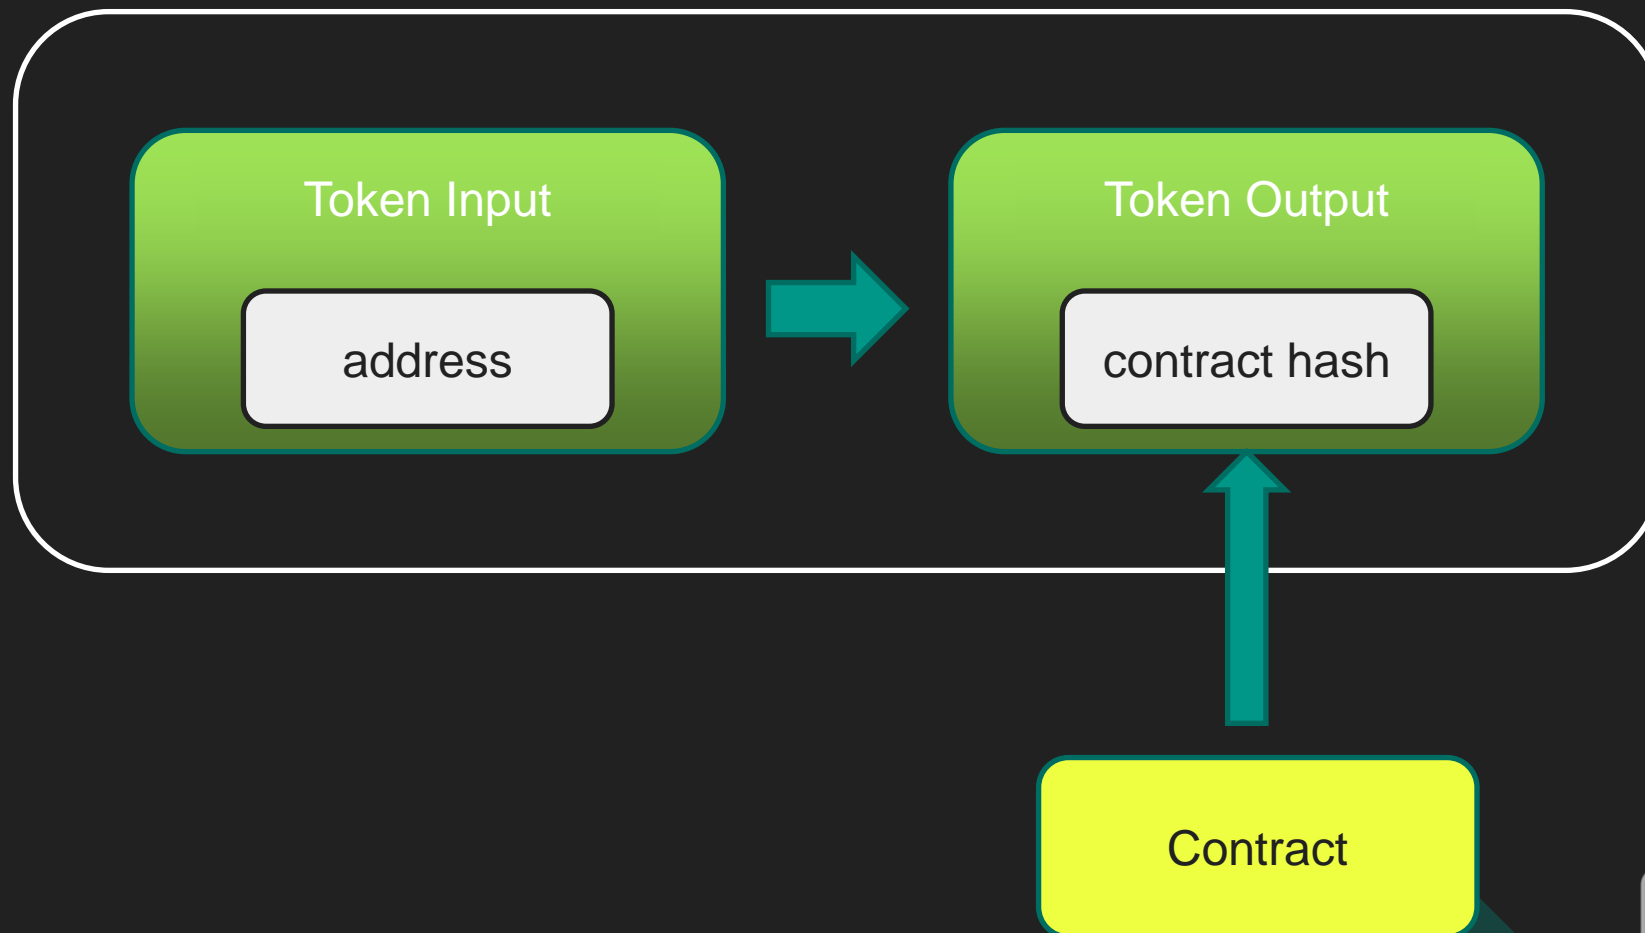 Token Input
Token Output
address
contract hash
Contract